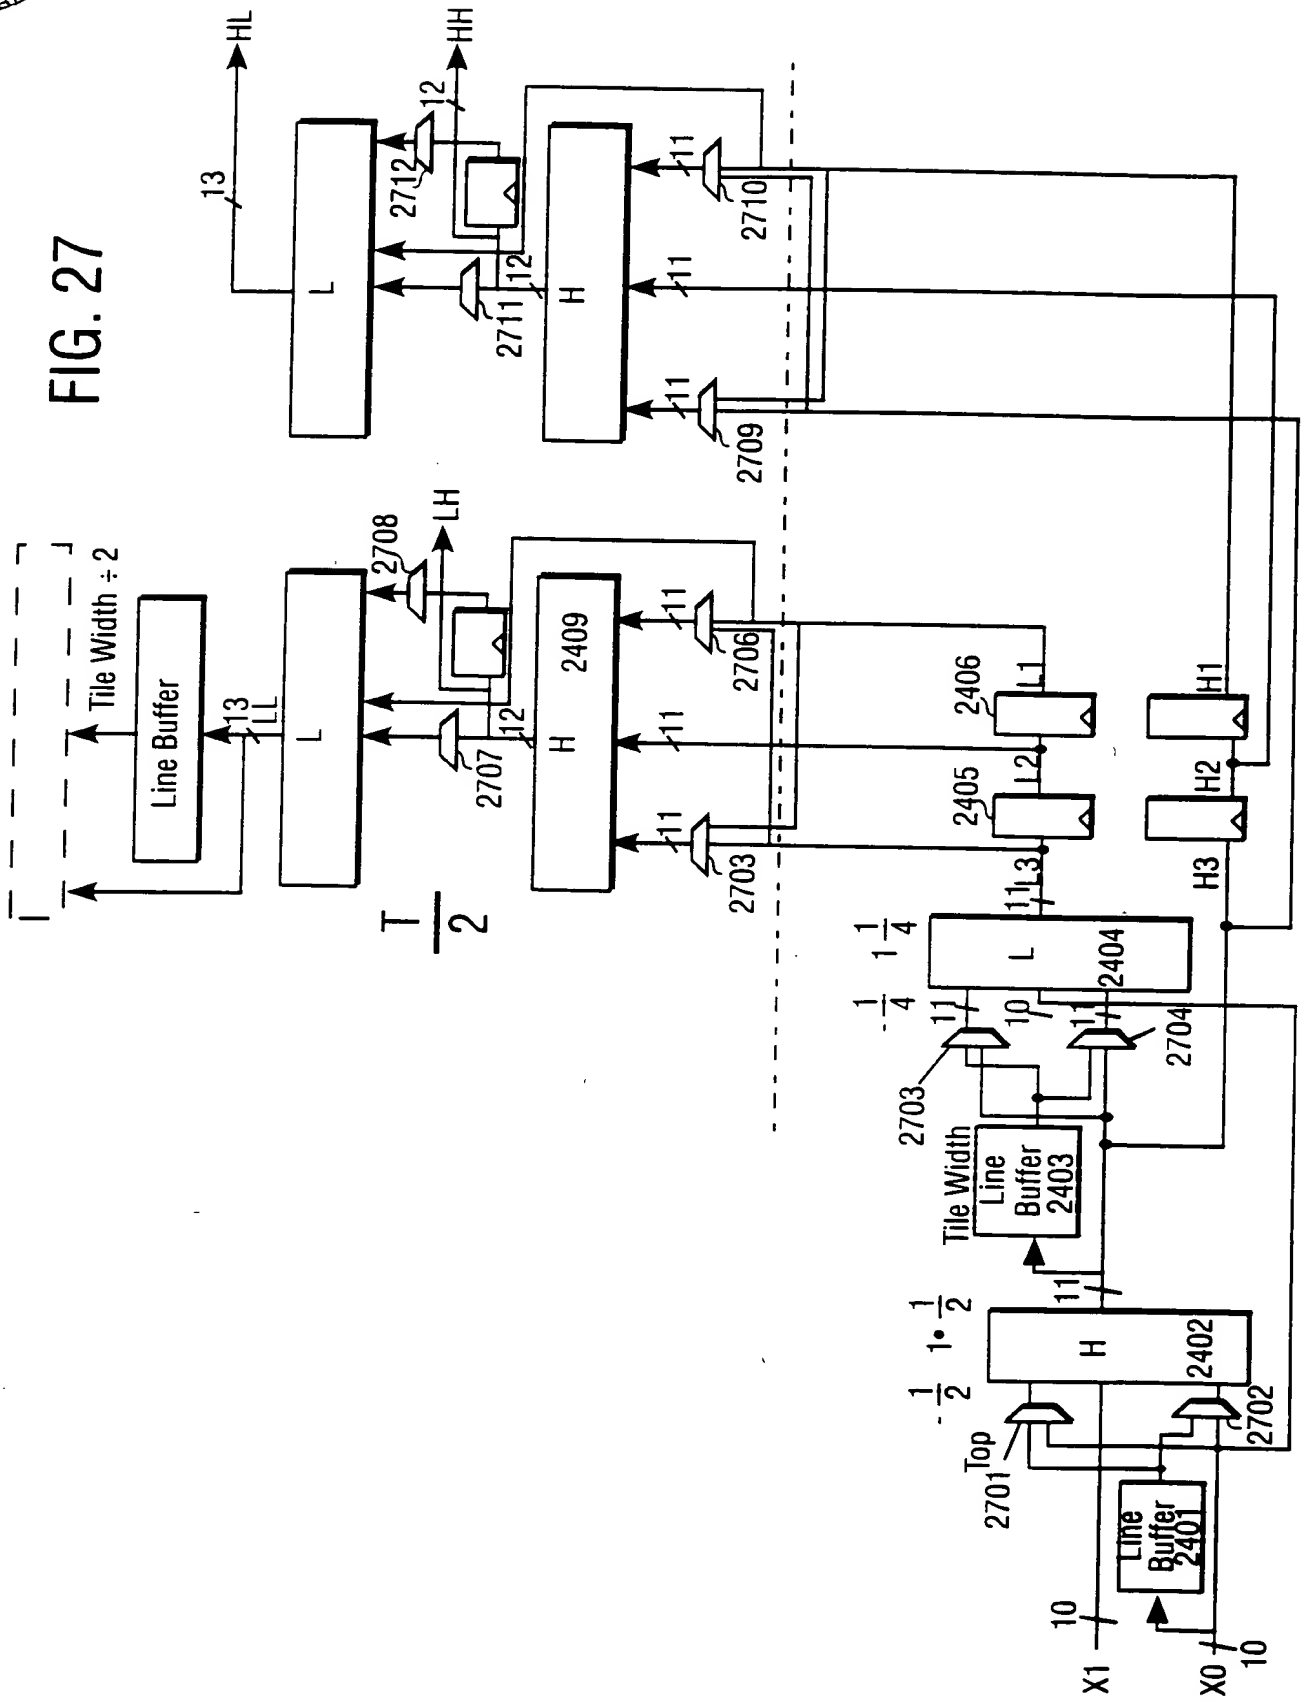 FIG. 27
HL
13
L
2712
12
HH
2711
12
H
11
11
11
2710
2709
Tile Width ÷ 2
Line Buffer
13
LL
L
2708
LH
2707
12
H
2409
11
11
11
2706
2703
T
2
L1
2406
L2
2405
L3
11
H1
H2
H3
1 1/4
- 1/4
L
2404
11
10
11
2703
2704
Tile Width
Line
Buffer
2403
11
1• 1/2
- 1/2
H
2402
Top
2701
2702
Line
Buffer
2401
X1
10
X0
10